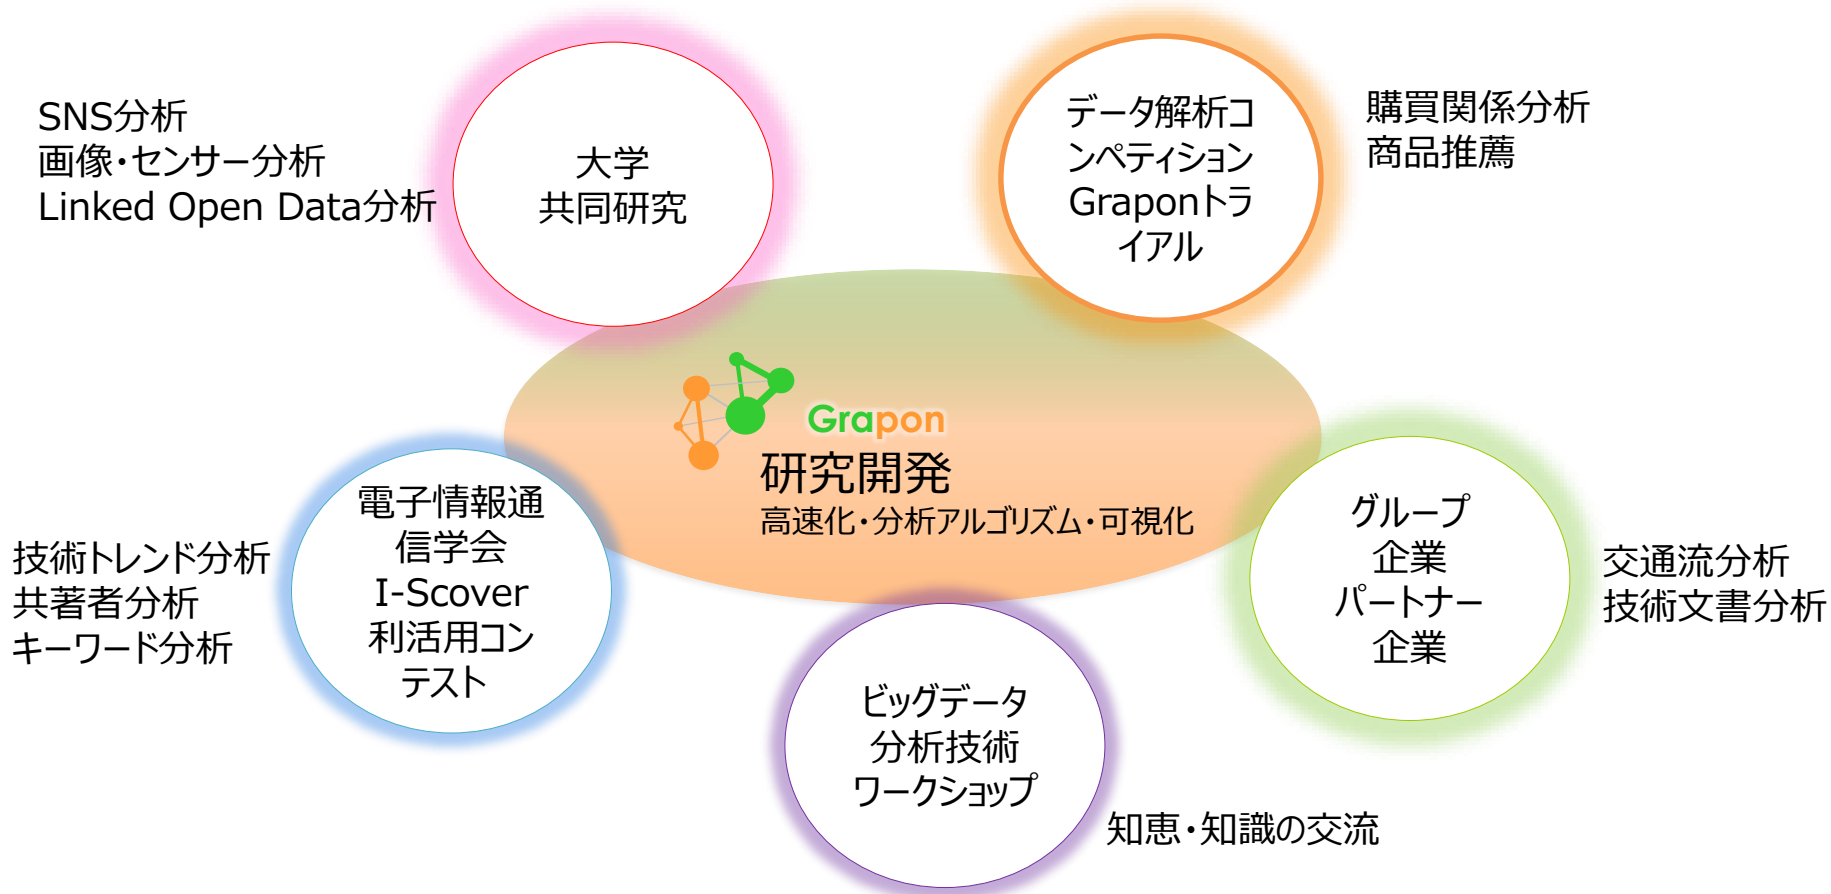 SNS分析
画像・センサー分析
Linked Open Data分析
大学
共同研究
データ解析コ
ンペティション
Graponトラ
イアル
購買関係分析
商品推薦
Grapon
研究開発
高速化・分析アルゴリズム・可視化
技術トレンド分析
共著者分析
キーワード分析
電子情報通
信学会
I-Scover
利活用コン
テスト
グループ
企業
パートナー
企業
交通流分析
技術文書分析
ビッグデータ
分析技術
ワークショップ
知恵・知識の交流